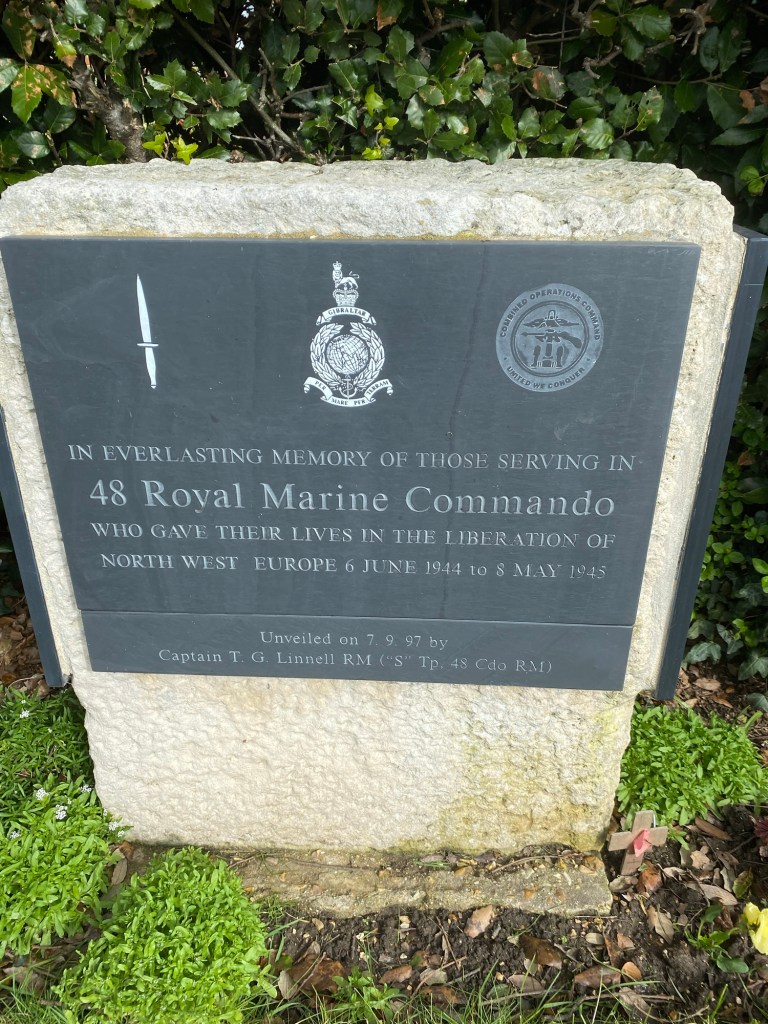 GIBRALTAR
PER MARE PER TERRAM
COMBINED OPERATIONS COMMAND
· UNITED WE CONQUER ·
IN EVERLASTING MEMORY OF THOSE SERVING IN
48 Royal Marine Commando
WHO GAVE THEIR LIVES IN THE LIBERATION OF
NORTH WEST EUROPE 6 JUNE 1944 to 8 MAY 1945
Unveiled on 7. 9. 97 by
Captain T. G. Linnell RM ("S" Tp, 48 Cdo RM)